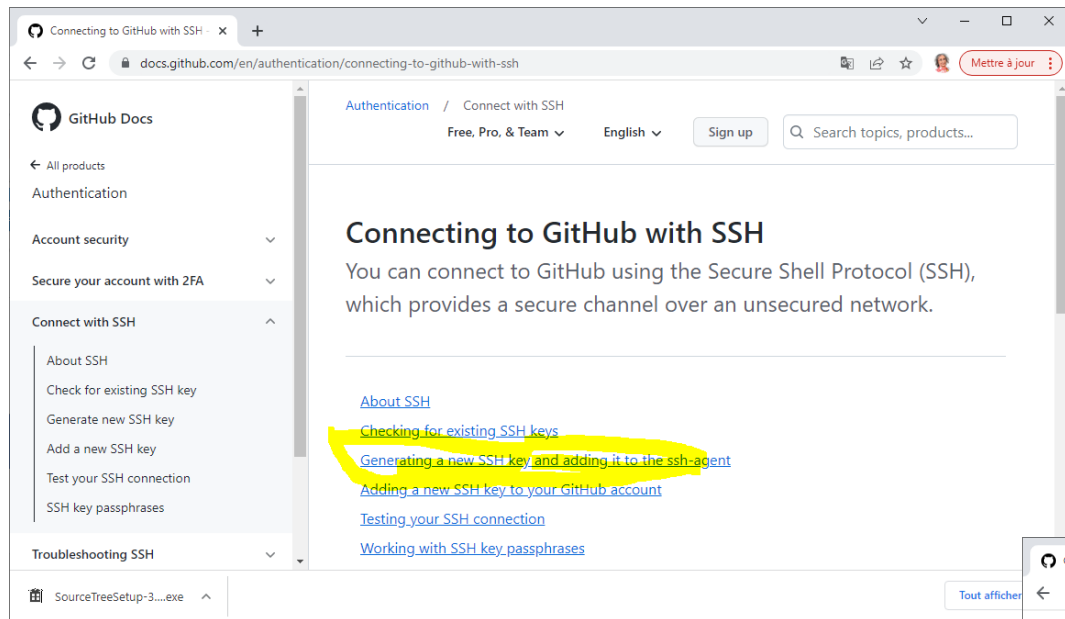 Connecting to GitHub with SSH -
docs.github.com/en/authentication/connecting-to-github-with-ssh
Mettre à jour
GitHub Docs
All products
Authentication
Account security
Secure your account with 2FA
Connect with SSH
About SSH
Check for existing SSH key
Generate new SSH key
Add a new SSH key
Test your SSH connection
SSH key passphrases
Troubleshooting SSH
Authentication / Connect with SSH
Free, Pro, & Team English Sign up Search topics, products...
Connecting to GitHub with SSH
You can connect to GitHub using the Secure Shell Protocol (SSH),
which provides a secure channel over an unsecured network.
About SSH
Checking for existing SSH keys
Generating a new SSH key and adding it to the ssh-agent
Adding a new SSH key to your GitHub account
Testing your SSH connection
Working with SSH key passphrases
SourceTreeSetup-3....exe
Tout afficher